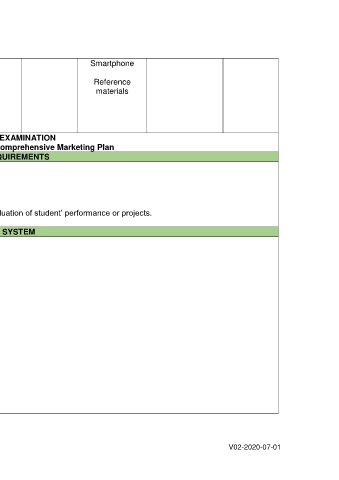 Smartphone
Reference
materials
EXAMINATION
omprehensive Marketing Plan
QUIREMENTS
luation of student' performance or projects.
SYSTEM
V02-2020-07-01